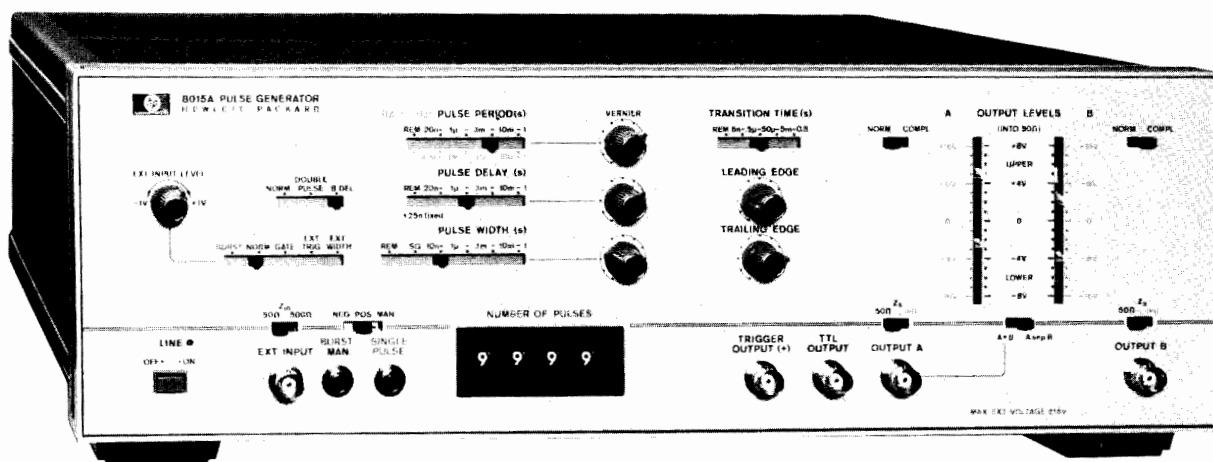 8015A PULSE GENERATOR
HEWLETT · PACKARD
PULSE PERIOD(s)
REM 20n- 1μ - 3m - 10m - 1
VERNIER
TRANSITION TIME(s)
REM 6n-.5μ-50μ-5m-0.5
NORM COMPL
A OUTPUT LEVELS B
(INTO 50Ω)
NORM COMPL
+8V
UPPER
+4V
0
-4V
LOWER
-8V
EXT INPUT LEVEL
-1V +1V
DOUBLE
NORM PULSE B DEL
PULSE DELAY (s)
REM 20n- 1μ - 3m - 10m - 1
+25n fixed
LEADING EDGE
PULSE WIDTH (s)
REM SQ 10n- 1μ - 3m - 10m - 1
TRAILING EDGE
EXT EXT
BURST NORM GATE TRIG WIDTH
Zin
50Ω 500Ω
NEG POS MAN
NUMBER OF PULSES
9 9 9 9
LINE
OFF ON
EXT INPUT
BURST
MAN.
SINGLE
PULSE
TRIGGER
OUTPUT (+)
TTL
OUTPUT
Zs
50Ω
OUTPUT A
A+B A sep B
Zs
50Ω
OUTPUT B
MAX EXT VOLTAGE ±16V